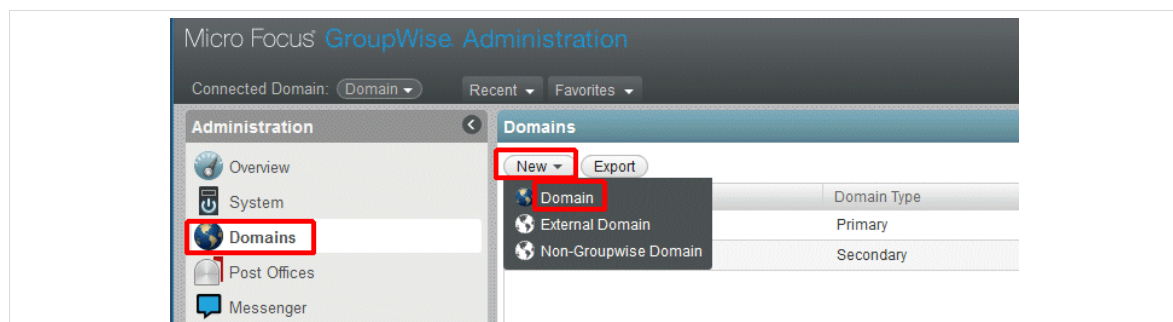 Micro Focus GroupWise Administration
Connected Domain: Domain Recent Favorites
Administration
Overview
System
Domains
Post Offices
Messenger
Domains
New Export
Domain
External Domain
Non-Groupwise Domain
Domain Type
Primary
Secondary